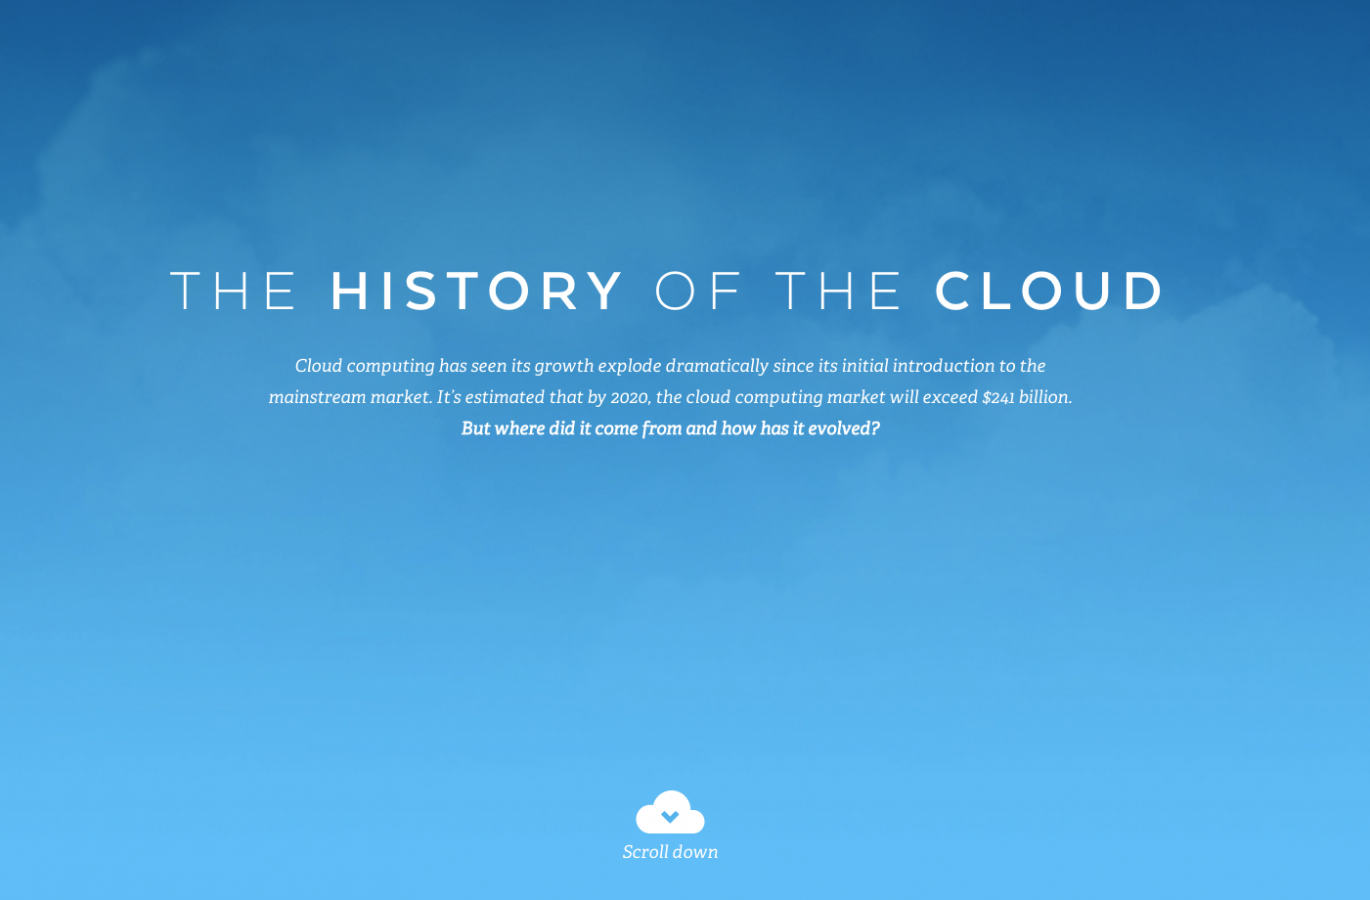 THE HISTORY OF THE CLOUD
Cloud computing has seen its growth explode dramatically since its initial introduction to the
mainstream market. It's estimated that by 2020, the cloud computing market will exceed $241 billion.
But where did it come from and how has it evolved?
Scroll down